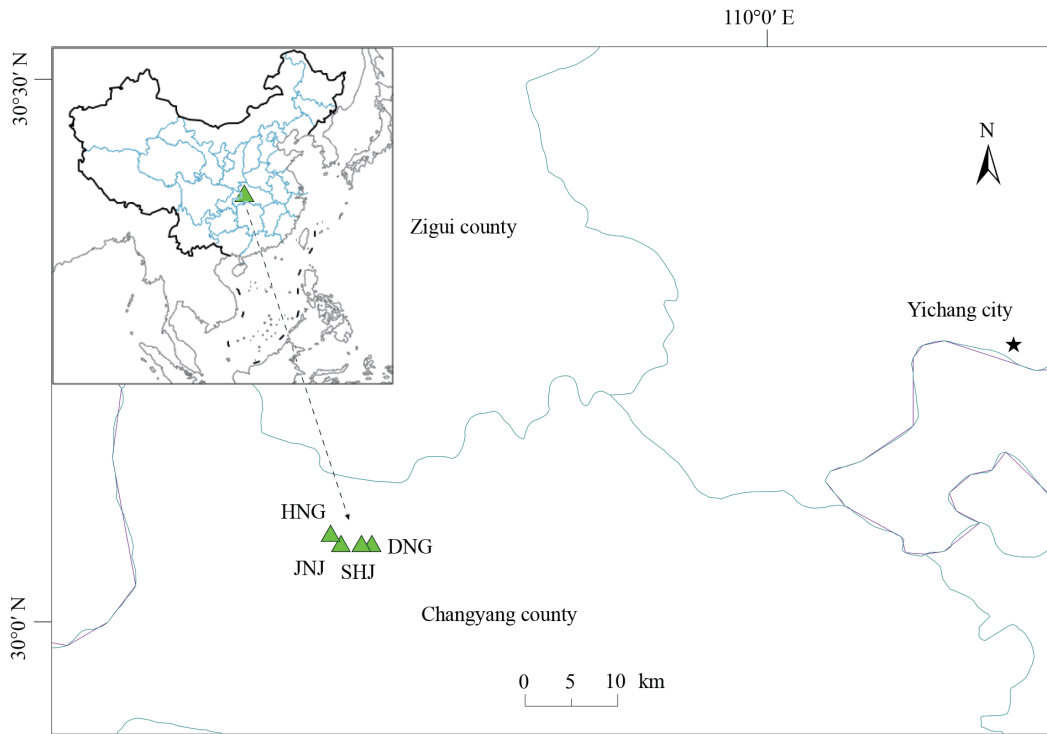 110°0′ E
30°30′ N
N
Zigui county
Yichang city
HNG
DNG
JNJ
SHJ
Changyang county
30°0′ N
0 5 10 km